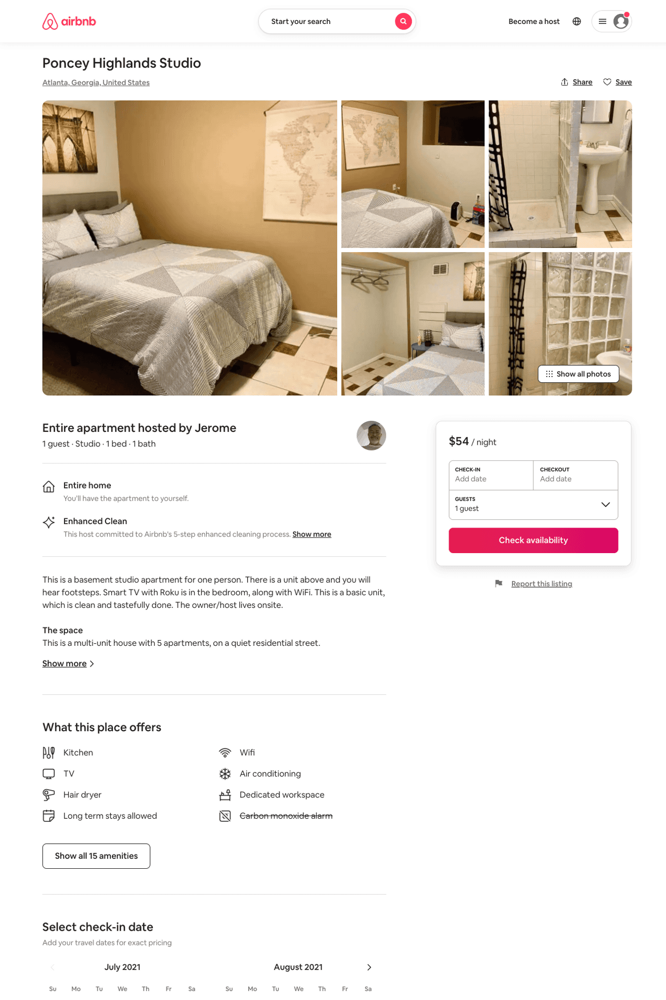 airbnb
Start your search
Become a host
Poncey Highlands Studio
Atlanta, Georgia, United States
Share
Save
Show all photos
Entire apartment hosted by Jerome
1 guest · Studio · 1 bed · 1 bath
$54 / night
CHECK-IN
Add date
CHECKOUT
Add date
GUESTS
1 guest
Check availability
Report this listing
Entire home
You'll have the apartment to yourself.
Enhanced Clean
This host committed to Airbnb's 5-step enhanced cleaning process. Show more
This is a basement studio apartment for one person. There is a unit above and you will
hear footsteps. Smart TV with Roku is in the bedroom, along with WiFi. This is a basic unit,
which is clean and tastefully done. The owner/host lives onsite.
The space
This is a multi-unit house with 5 apartments, on a quiet residential street.
Show more
What this place offers
Kitchen
Wifi
TV
Air conditioning
Hair dryer
Dedicated workspace
Long term stays allowed
Carbon monoxide alarm
Show all 15 amenities
Select check-in date
Add your travel dates for exact pricing
July 2021
August 2021
Su Mo Tu We Th Fr Sa
Su Mo Tu We Th Fr Sa